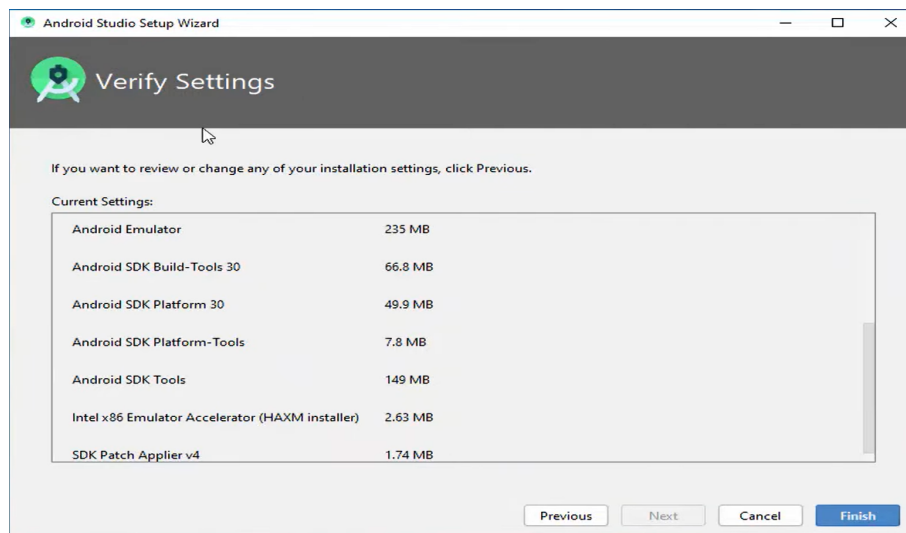 Android Studio Setup Wizard
Verify Settings
If you want to review or change any of your installation settings, click Previous.
Current Settings:
Android Emulator 235 MB
Android SDK Build-Tools 30 66.8 MB
Android SDK Platform 30 49.9 MB
Android SDK Platform-Tools 7.8 MB
Android SDK Tools 149 MB
Intel x86 Emulator Accelerator (HAXM installer) 2.63 MB
SDK Patch Applier v4 1.74 MB
Previous Next Cancel Finish